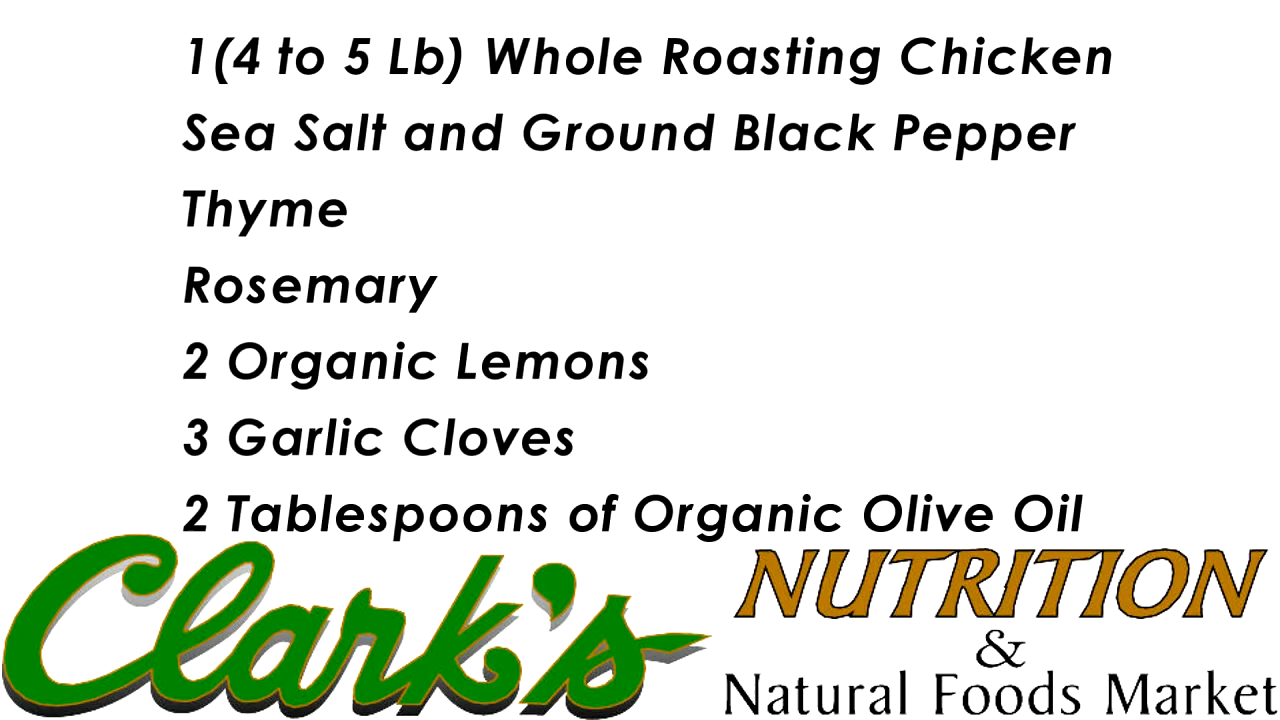 1(4 to 5 Lb) Whole Roasting Chicken
Sea Salt and Ground Black Pepper
Thyme
Rosemary
2 Organic Lemons
3 Garlic Cloves
2 Tablespoons of Organic Olive Oil
Clark's
NUTRITION
&
Natural Foods Market